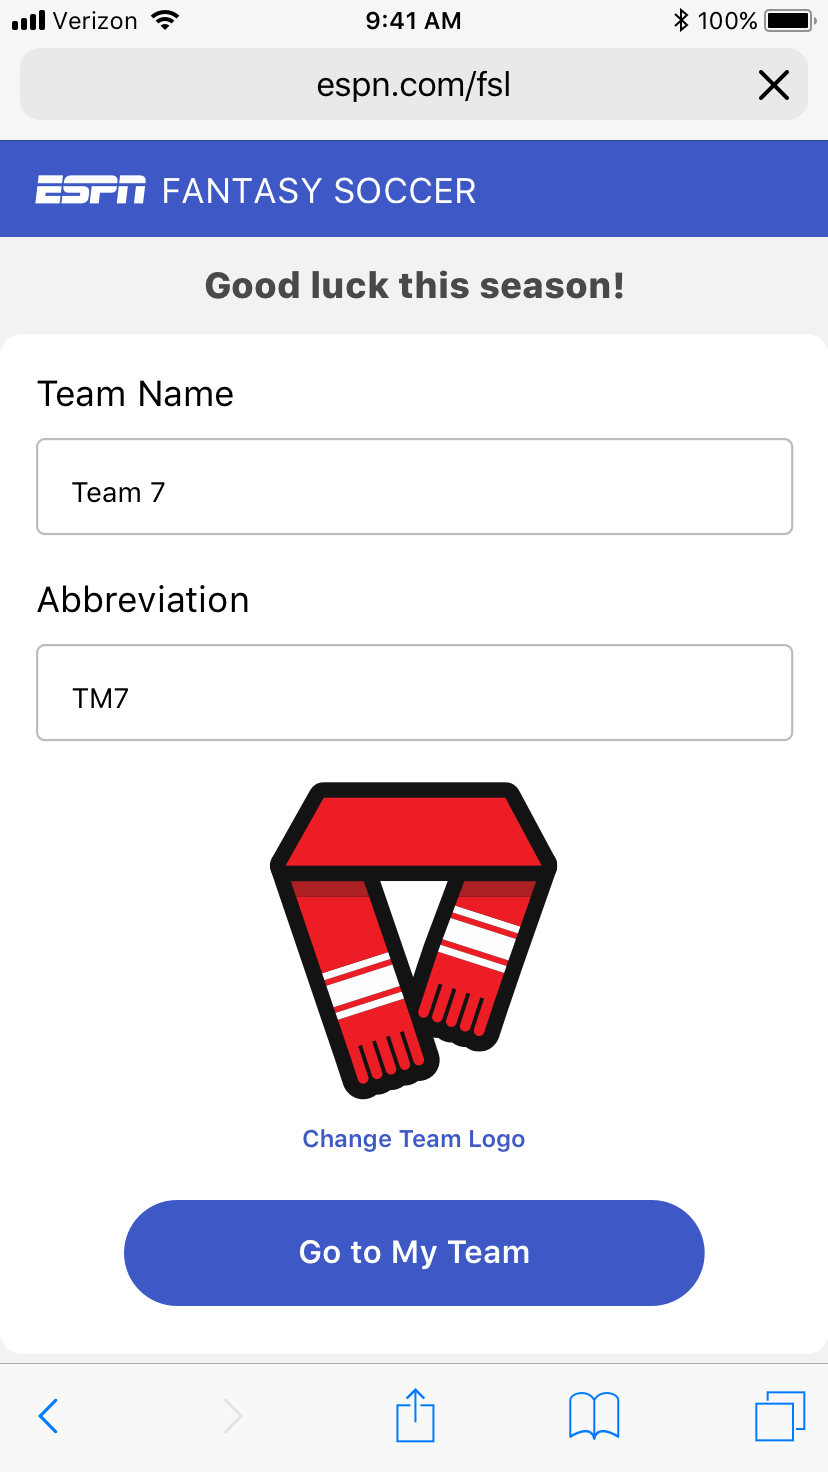 Verizon 9:41 AM 100%
espn.com/fsl
ESPN FANTASY SOCCER
Good luck this season!
Team Name
Team 7
Abbreviation
TM7
Change Team Logo
Go to My Team